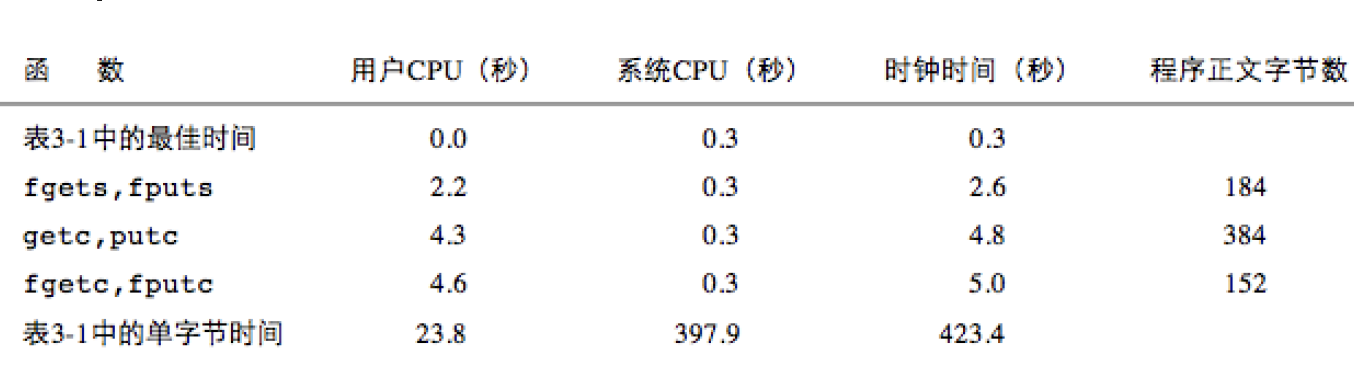 函 数 用户CPU（秒） 系统CPU（秒） 时钟时间（秒） 程序正文字节数
表3-1中的最佳时间 0.0 0.3 0.3
fgets,fputs 2.2 0.3 2.6 184
getc,putc 4.3 0.3 4.8 384
fgetc,fputc 4.6 0.3 5.0 152
表3-1中的单字节时间 23.8 397.9 423.4